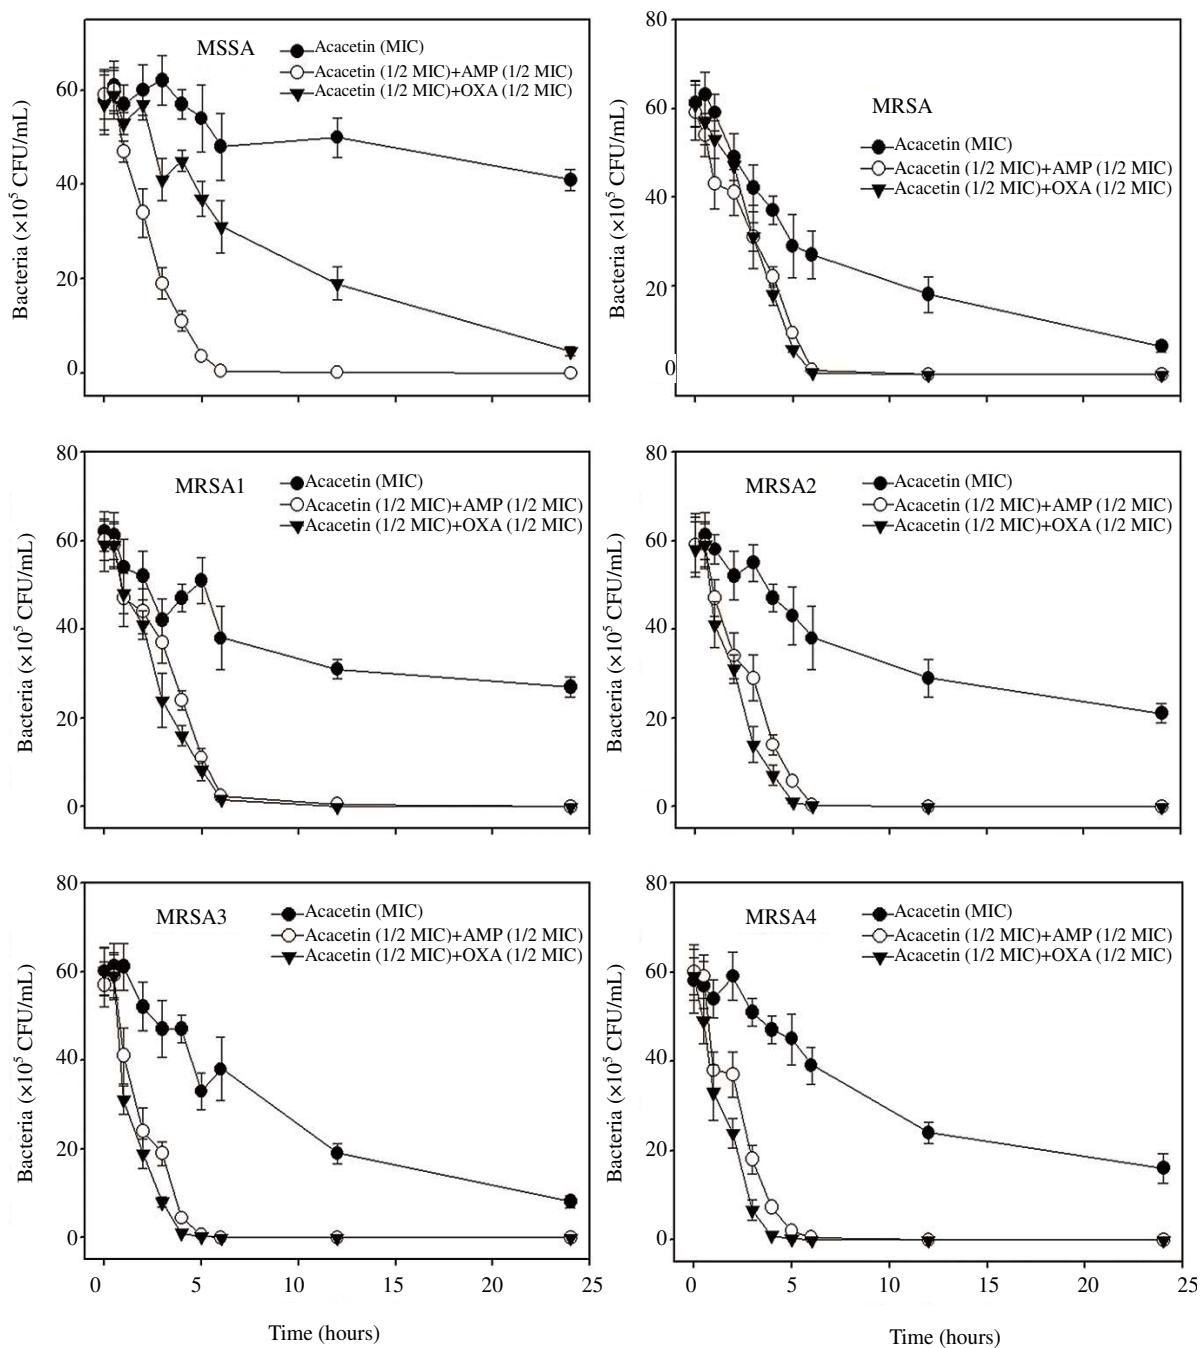 MSSA
Acacetin (MIC)
Acacetin (1/2 MIC)+AMP (1/2 MIC)
Acacetin (1/2 MIC)+OXA (1/2 MIC)
60
40
20
0
Bacteria (×10⁵ CFU/mL)
80
60
40
20
0
Bacteria (×10⁵ CFU/mL)
MRSA
Acacetin (MIC)
Acacetin (1/2 MIC)+AMP (1/2 MIC)
Acacetin (1/2 MIC)+OXA (1/2 MIC)
80
60
40
20
0
Bacteria (×10⁵ CFU/mL)
MRSA1
Acacetin (MIC)
Acacetin (1/2 MIC)+AMP (1/2 MIC)
Acacetin (1/2 MIC)+OXA (1/2 MIC)
80
60
40
20
0
Bacteria (×10⁵ CFU/mL)
MRSA2
Acacetin (MIC)
Acacetin (1/2 MIC)+AMP (1/2 MIC)
Acacetin (1/2 MIC)+OXA (1/2 MIC)
80
60
40
20
0
Bacteria (×10⁵ CFU/mL)
MRSA3
Acacetin (MIC)
Acacetin (1/2 MIC)+AMP (1/2 MIC)
Acacetin (1/2 MIC)+OXA (1/2 MIC)
0 5 10 15 20 25
Time (hours)
80
60
40
20
0
Bacteria (×10⁵ CFU/mL)
MRSA4
Acacetin (MIC)
Acacetin (1/2 MIC)+AMP (1/2 MIC)
Acacetin (1/2 MIC)+OXA (1/2 MIC)
0 5 10 15 20 25
Time (hours)